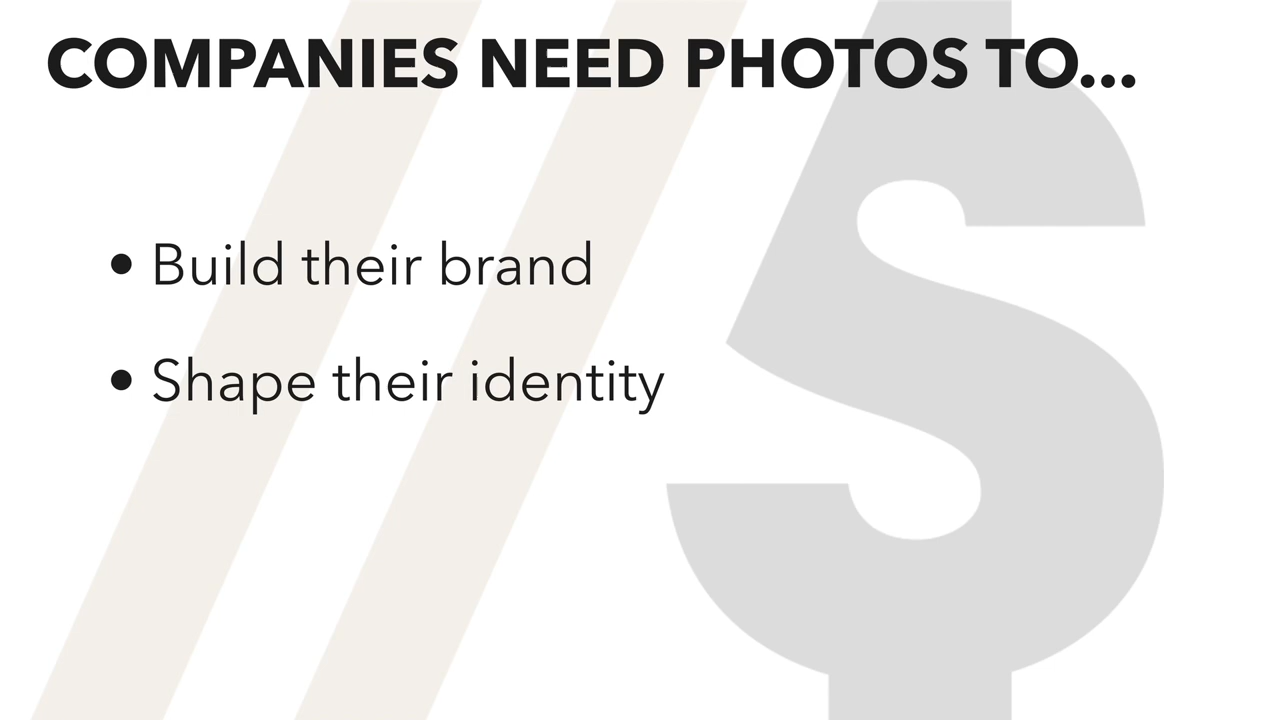 COMPANIES NEED PHOTOS TO...
• Build their brand
• Shape their identity